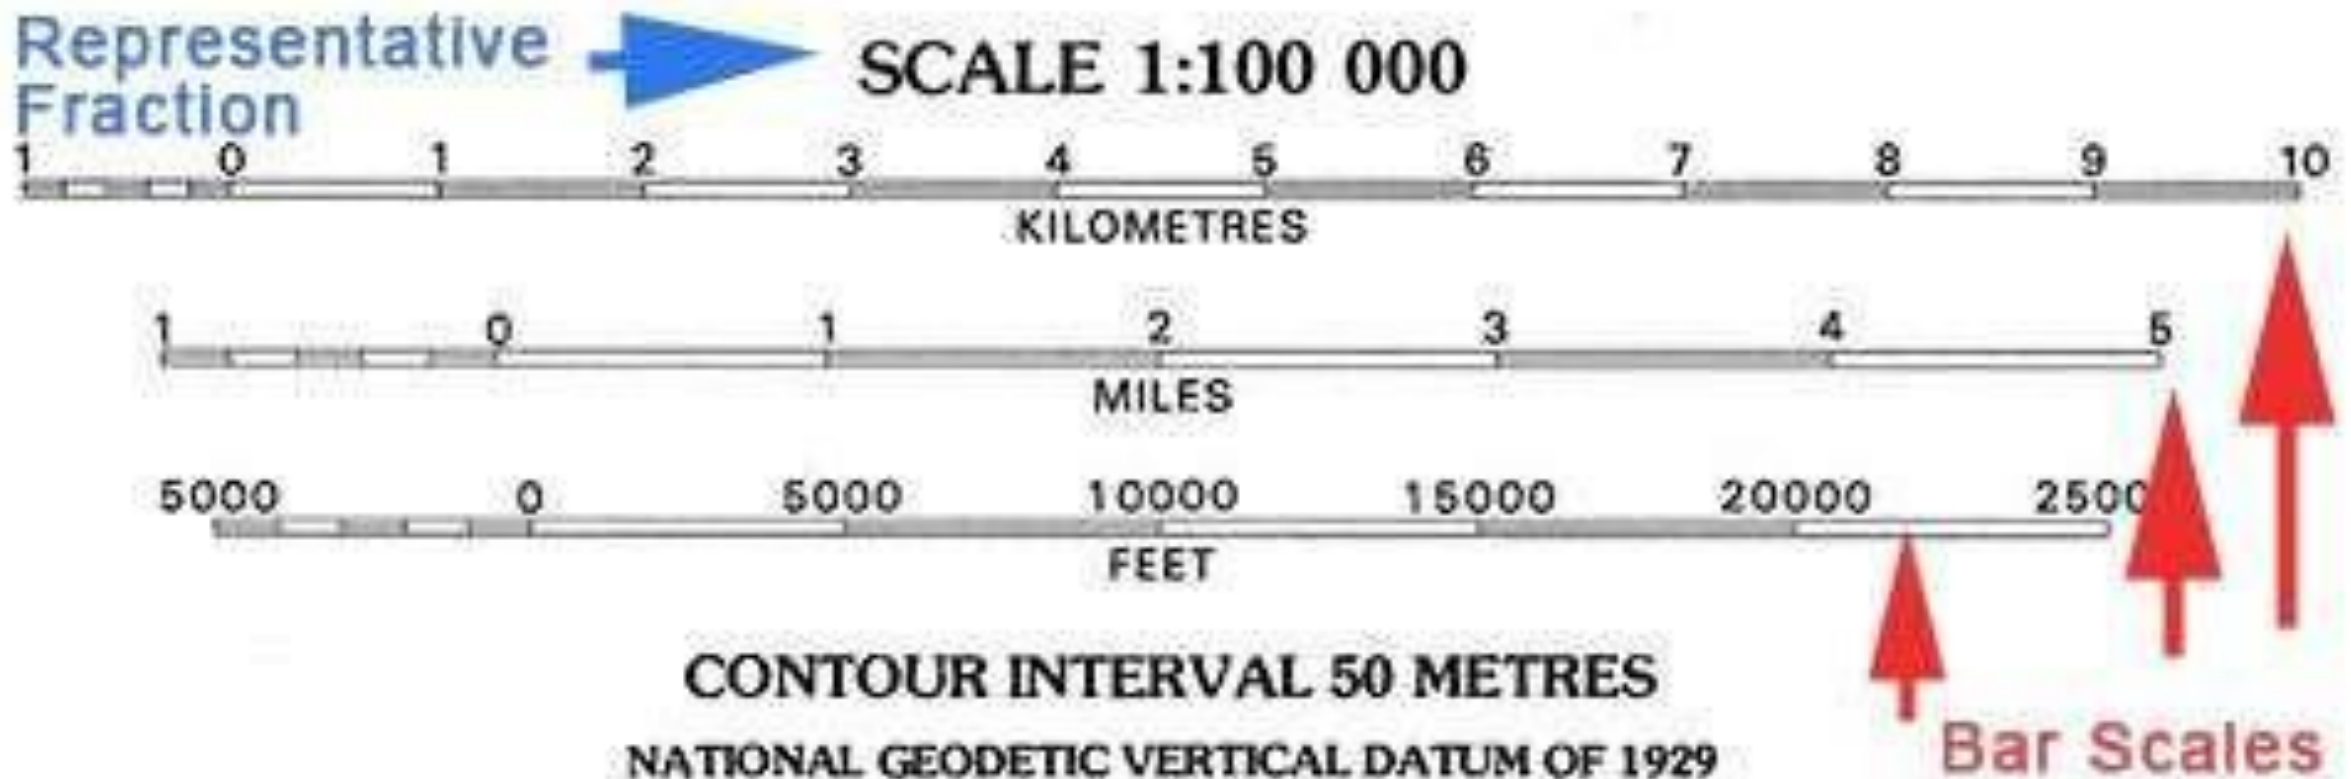 Representative
Fraction
SCALE 1:100 000
1 0 1 2 3 4 5 6 7 8 9 10
KILOMETRES
1 0 1 2 3 4 5
MILES
5000 0 5000 10000 15000 20000 2500
FEET
CONTOUR INTERVAL 50 METRES
NATIONAL GEODETIC VERTICAL DATUM OF 1929
Bar Scales